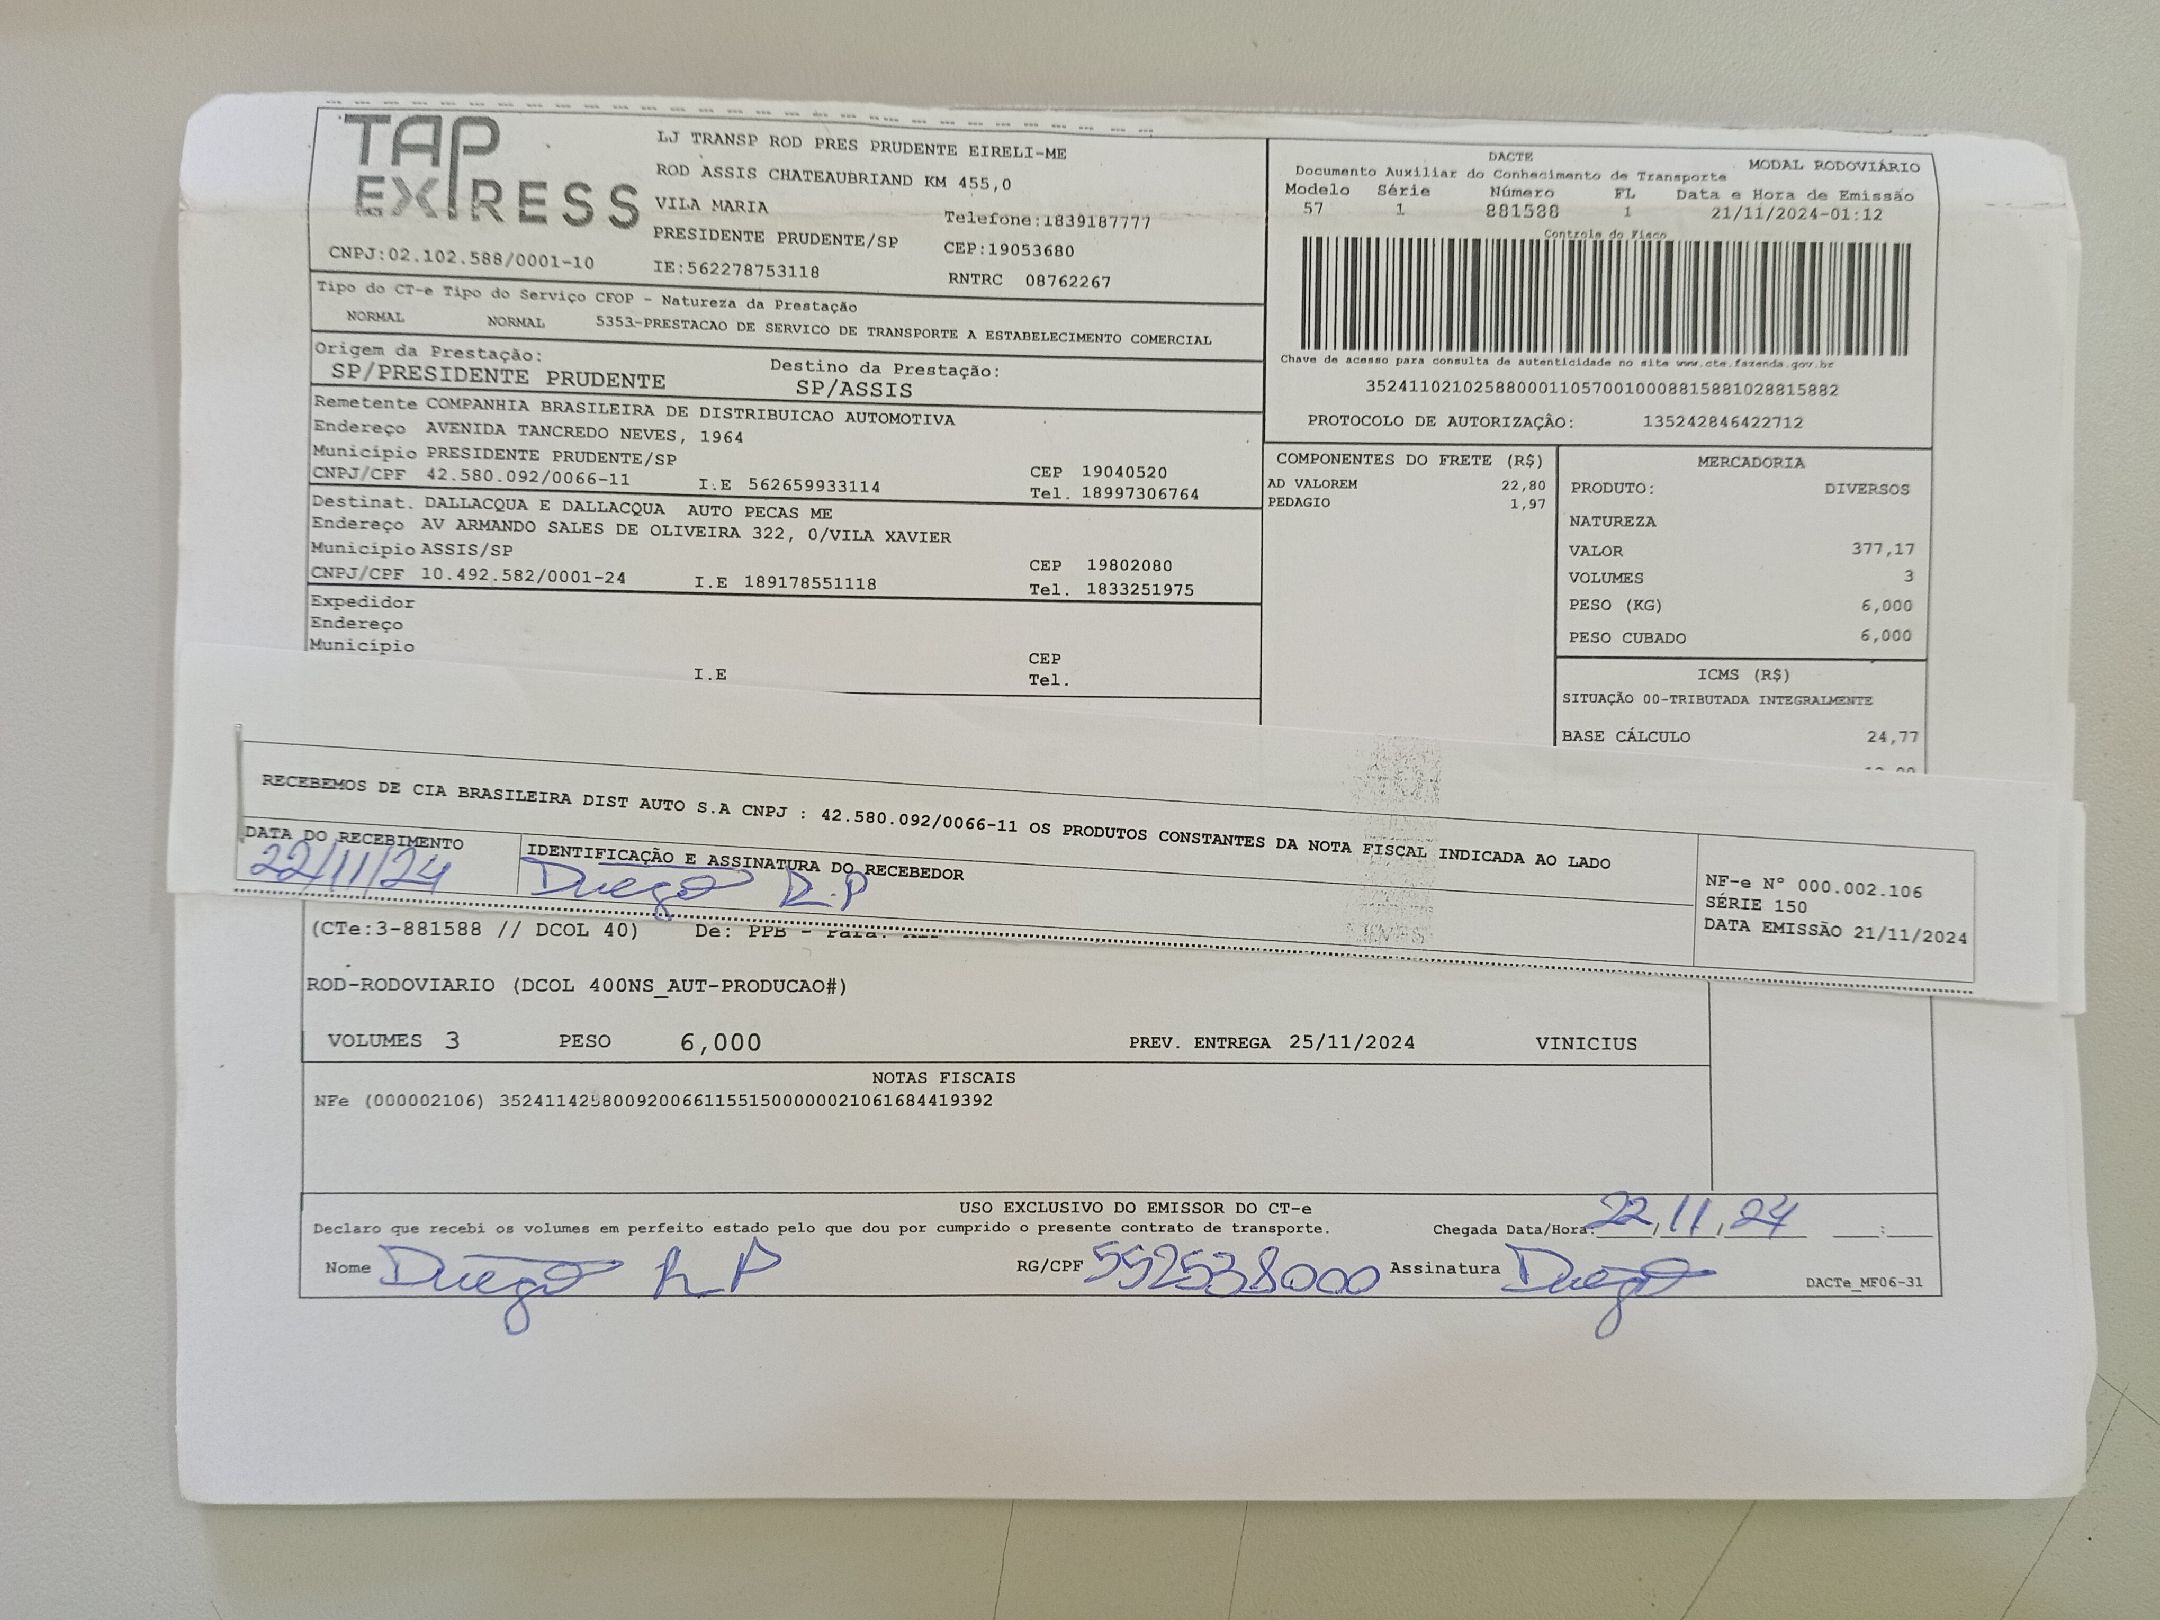 TAP EXPRESS
LJ TRANSP ROD PRES PRUDENTE EIRELI-ME
ROD ASSIS CHATEAUBRIAND KM 455,0
VILA MARIA Telefone:1839187777
PRESIDENTE PRUDENTE/SP CEP:19053680
CNPJ:02.102.588/0001-10 IE:562278753118 RNTRC 08762267
DACTE MODAL RODOVIÁRIO
Documento Auxiliar do Conhecimento de Transporte
Modelo Série Número FL Data e Hora de Emissão
57 1 881588 1 21/11/2024-01:12
Controle do Fisco
Chave de acesso para consulta de autenticidade no site www.cte.fazenda.gov.br
35241102102588000110570010008815881028815882
PROTOCOLO DE AUTORIZAÇÃO: 135242846422712
Tipo do CT-e Tipo do Serviço CFOP - Natureza da Prestação
NORMAL NORMAL 5353-PRESTACAO DE SERVICO DE TRANSPORTE A ESTABELECIMENTO COMERCIAL
Origem da Prestação: Destino da Prestação:
SP/PRESIDENTE PRUDENTE SP/ASSIS
Remetente COMPANHIA BRASILEIRA DE DISTRIBUICAO AUTOMOTIVA
Endereço AVENIDA TANCREDO NEVES, 1964
Município PRESIDENTE PRUDENTE/SP CEP 19040520
CNPJ/CPF 42.580.092/0066-11 I.E 562659933114 Tel. 18997306764
Destinat. DALLACQUA E DALLACQUA AUTO PECAS ME
Endereço AV ARMANDO SALES DE OLIVEIRA 322, 0/VILA XAVIER
Município ASSIS/SP CEP 19802080
CNPJ/CPF 10.492.582/0001-24 I.E 189178551118 Tel. 1833251975
Expedidor
Endereço
Município CEP
I.E Tel.
COMPONENTES DO FRETE (R$)
AD VALOREM 22,80
PEDAGIO 1,97
MERCADORIA
PRODUTO: DIVERSOS
NATUREZA
VALOR 377,17
VOLUMES 3
PESO (KG) 6,000
PESO CUBADO 6,000
ICMS (R$)
SITUAÇÃO 00-TRIBUTADA INTEGRALMENTE
BASE CÁLCULO 24,77
RECEBEMOS DE CIA BRASILEIRA DIST AUTO S.A CNPJ : 42.580.092/0066-11 OS PRODUTOS CONSTANTES DA NOTA FISCAL INDICADA AO LADO
DATA DO RECEBIMENTO IDENTIFICAÇÃO E ASSINATURA DO RECEBEDOR
22/11/24 Diego R.P
NF-e N° 000.002.106
SÉRIE 150
DATA EMISSÃO 21/11/2024
(CTe:3-881588 // DCOL 40) De: PPB - Para:
ROD-RODOVIARIO (DCOL 400NS_AUT-PRODUCAO#)
VOLUMES 3 PESO 6,000 PREV. ENTREGA 25/11/2024 VINICIUS
NOTAS FISCAIS
NFe (000002106) 35241142580092006611551500000021061684419392
USO EXCLUSIVO DO EMISSOR DO CT-e
Declaro que recebi os volumes em perfeito estado pelo que dou por cumprido o presente contrato de transporte. Chegada Data/Hora: 22/11/24 :
Nome Diego R P RG/CPF 552538000 Assinatura Diego DACTe_MF06-31